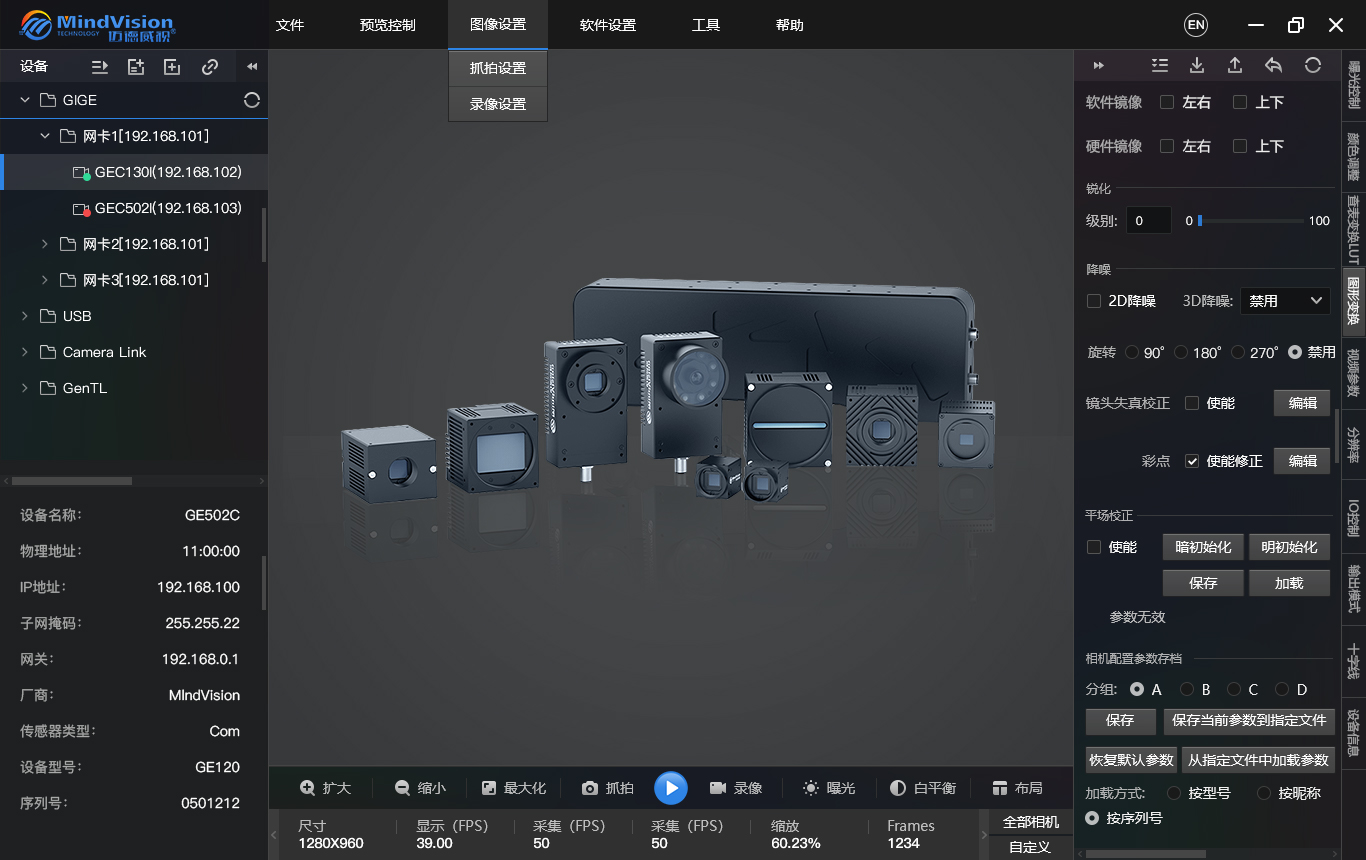 MindVision
TECHNOLOGY 迈德威视
文件 预览控制 图像设置 软件设置 工具 帮助 EN
抓拍设置
录像设置
设备
GIGE
网卡1[192.168.101]
GEC130I(192.168.102)
GEC502I(192.168.103)
网卡2[192.168.101]
网卡3[192.168.101]
USB
Camera Link
GenTL
设备名称: GE502C
物理地址: 11:00:00
IP地址: 192.168.100
子网掩码: 255.255.22
网关: 192.168.0.1
厂商: MIndVision
传感器类型: Com
设备型号: GE120
序列号: 0501212
扩大 缩小 最大化 抓拍 录像 曝光 白平衡 布局
尺寸 显示（FPS） 采集（FPS） 采集（FPS） 缩放 Frames
1280X960 39.00 50 50 60.23% 1234
全部相机
自定义
软件镜像 左右 上下
硬件镜像 左右 上下
锐化
级别: 0 0 100
降噪
2D降噪 3D降噪: 禁用
旋转 90° 180° 270° 禁用
镜头失真校正 使能 编辑
彩点 使能修正 编辑
平场校正
使能 暗初始化 明初始化
保存 加载
参数无效
相机配置参数存档
分组: A B C D
保存 保存当前参数到指定文件
恢复默认参数 从指定文件中加载参数
加载方式: 按型号 按昵称
按序列号
曝光控制
颜色调整
查表变换LUT
图形变换
视频参数
分辨率
IO控制
输出模式
十字线
设备信息